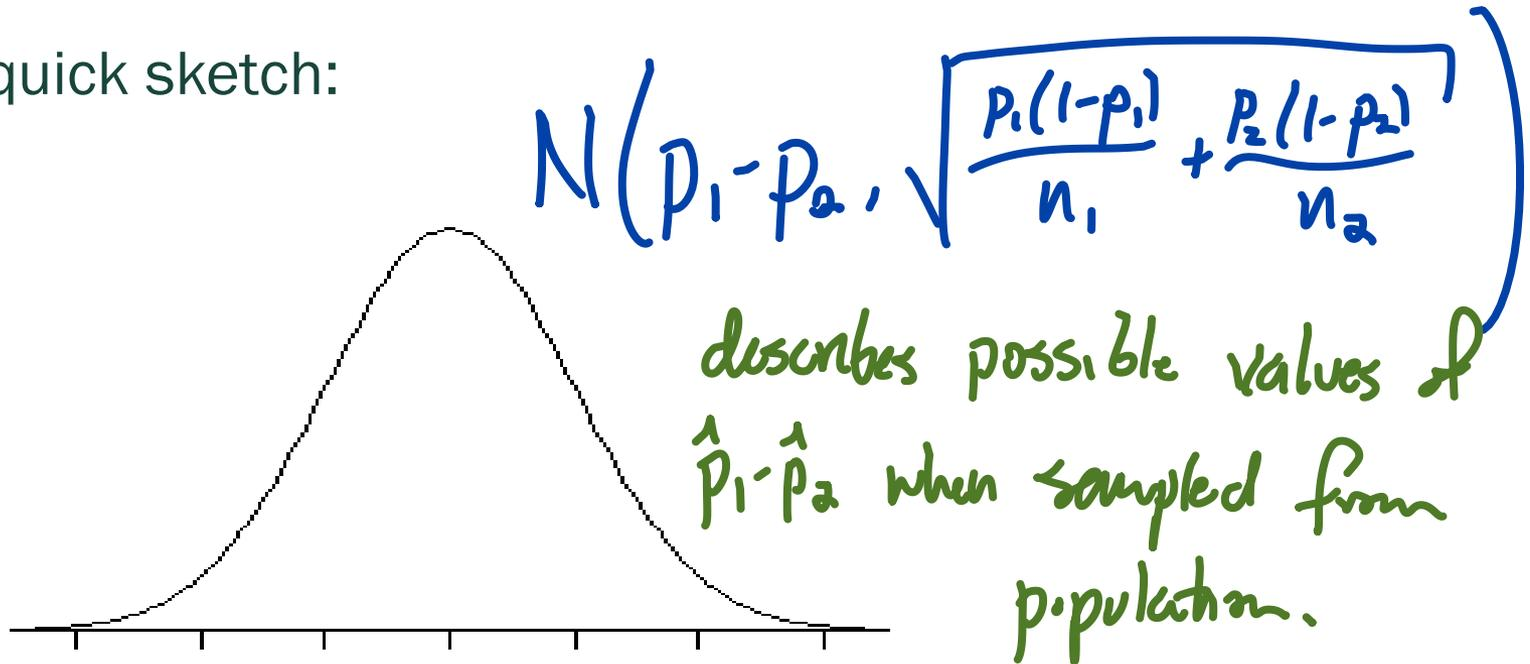 quick sketch:
N(p₁-p₂, √(p₁(1-p₁)/n₁ + p₂(1-p₂)/n₂))
describes possible values of
p̂₁-p̂₂ when sampled from
population.